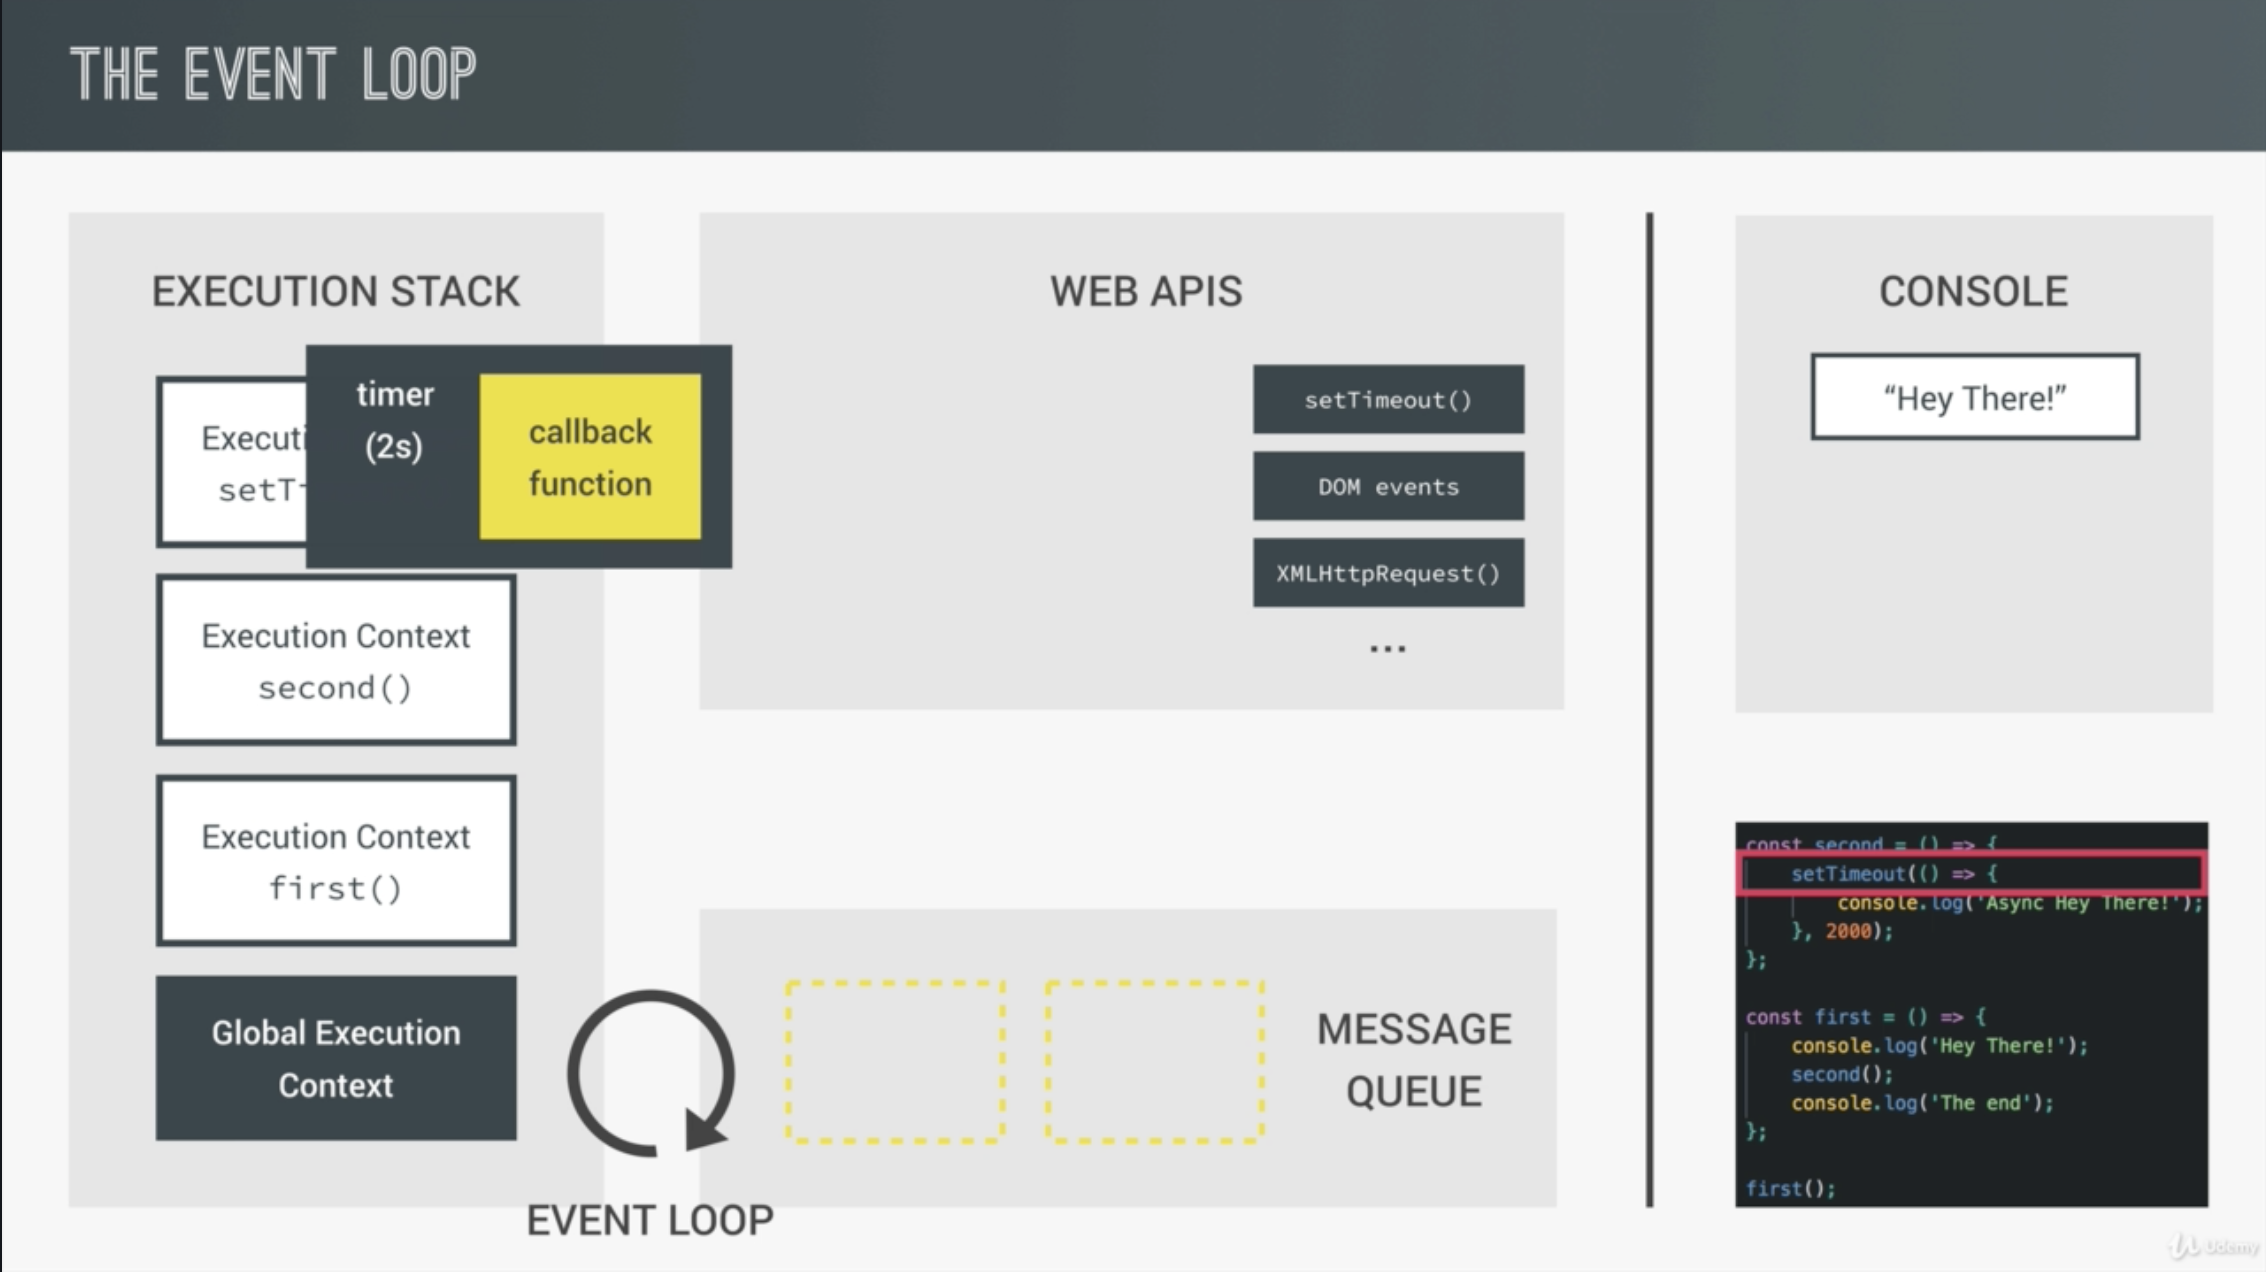 THE EVENT LOOP
EXECUTION STACK
Executi
setTi
timer
(2s)
callback
function
Execution Context
second()
Execution Context
first()
Global Execution
Context
EVENT LOOP
WEB APIS
setTimeout()
DOM events
XMLHttpRequest()
...
MESSAGE
QUEUE
CONSOLE
“Hey There!”
const second = () => {
setTimeout(() => {
console.log('Async Hey There!');
}, 2000);
};
const first = () => {
console.log('Hey There!');
second();
console.log('The end');
};
first();
Udemy